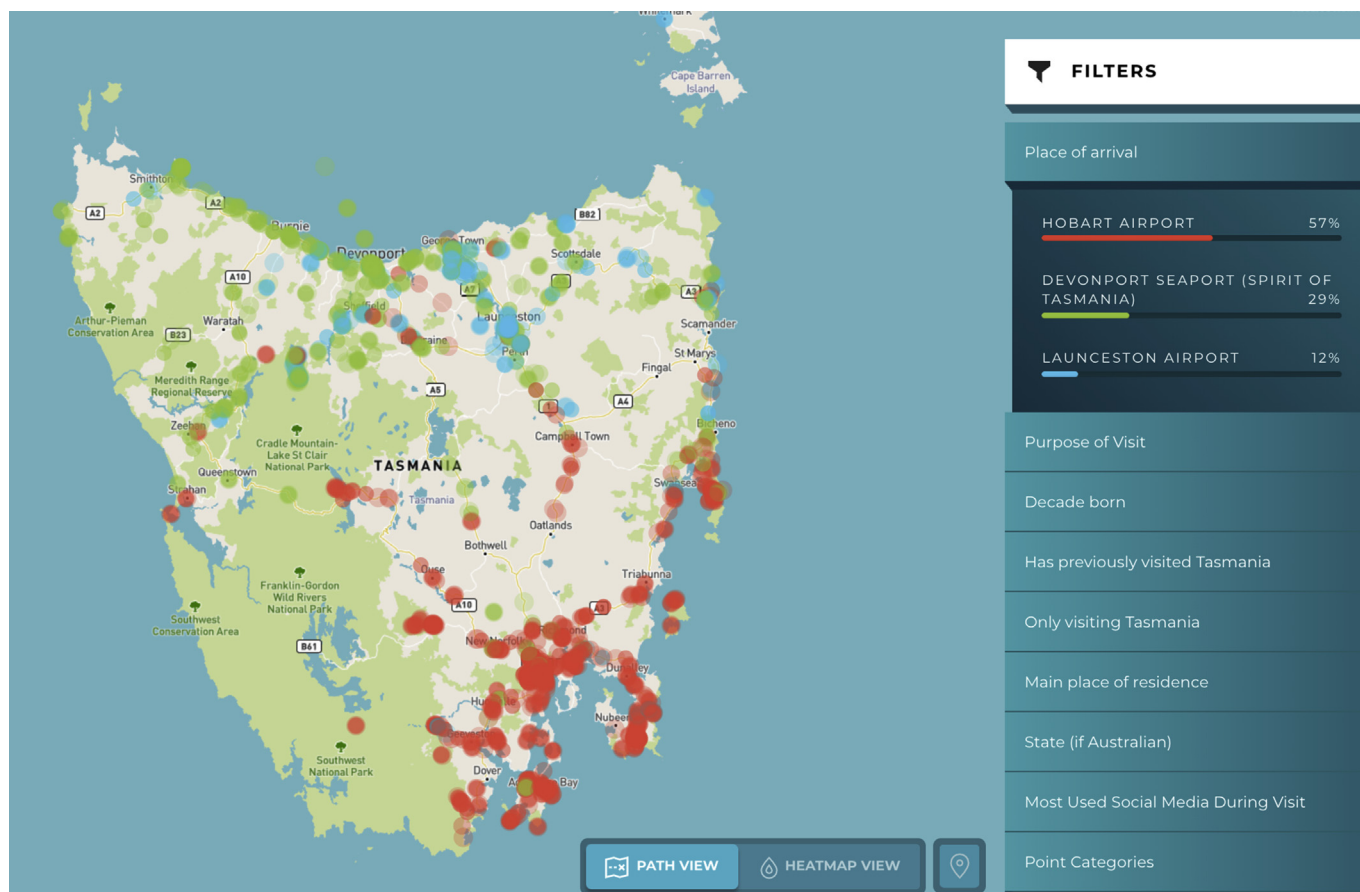 Cape Barren
Island
Smithton
A2
A2
Burnie
B82
Devonport
George Town
Scottsdale
A10
A7
A3
Sheffield
Arthur-Pieman
Conservation Area
Waratah
Launceston
Scamander
B23
Perth
St Marys
Meredith Range
Regional Reserve
Fingal
A5
1
A4
Zeehan
Bicheno
Cradle Mountain-
Lake St Clair
National Park
Campbell Town
TASMANIA
Queenstown
Swansea
Strahan
Tasmania
Oatlands
Bothwell
Ouse
Triabunna
Franklin-Gordon
Wild Rivers
National Park
A10
A3
Southwest
Conservation Area
New Norfolk
B61
Dunalley
Nubeena
Southwest
National Park
Dover
Bay
PATH VIEW
HEATMAP VIEW
FILTERS
Place of arrival
HOBART AIRPORT 57%
DEVONPORT SEAPORT (SPIRIT OF
TASMANIA) 29%
LAUNCESTON AIRPORT 12%
Purpose of Visit
Decade born
Has previously visited Tasmania
Only visiting Tasmania
Main place of residence
State (if Australian)
Most Used Social Media During Visit
Point Categories